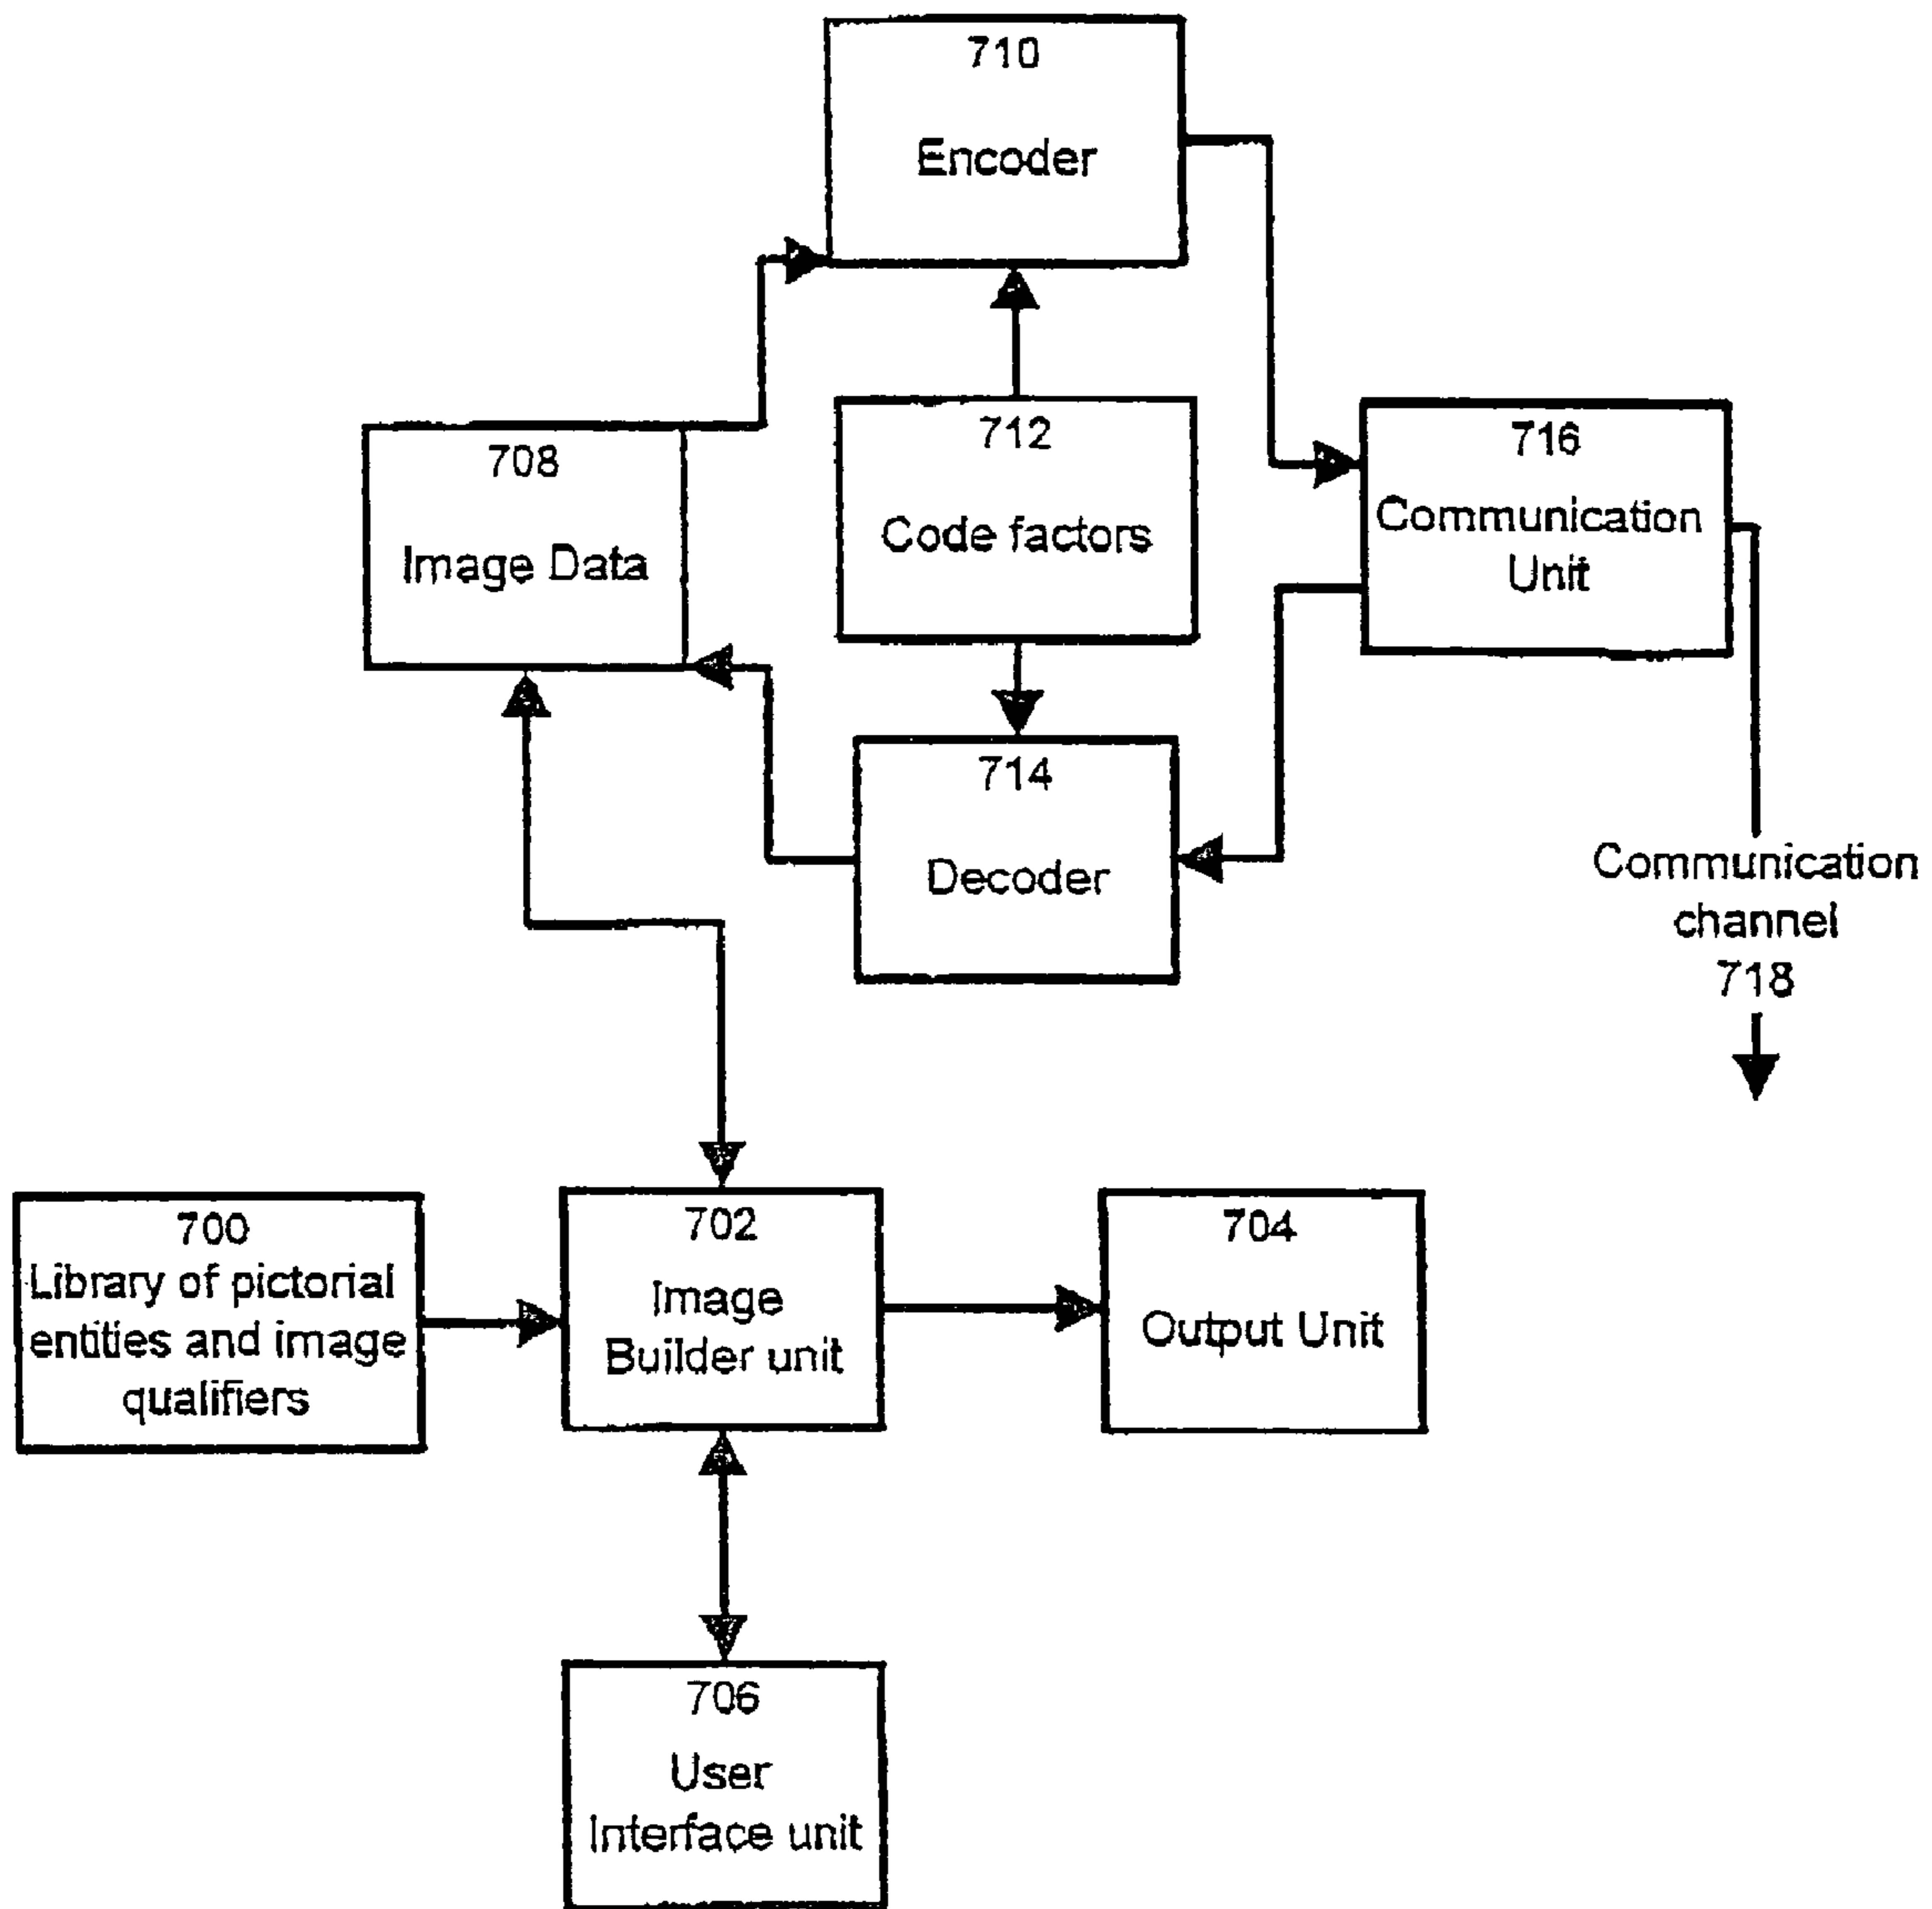 710
Encoder
712
Code factors
716
Communication
Unit
708
Image Data
714
Decoder
Communication
channel
718
700
Library of pictorial
entities and image
qualifiers
702
Image
Builder unit
704
Output Unit
706
User
Interface unit